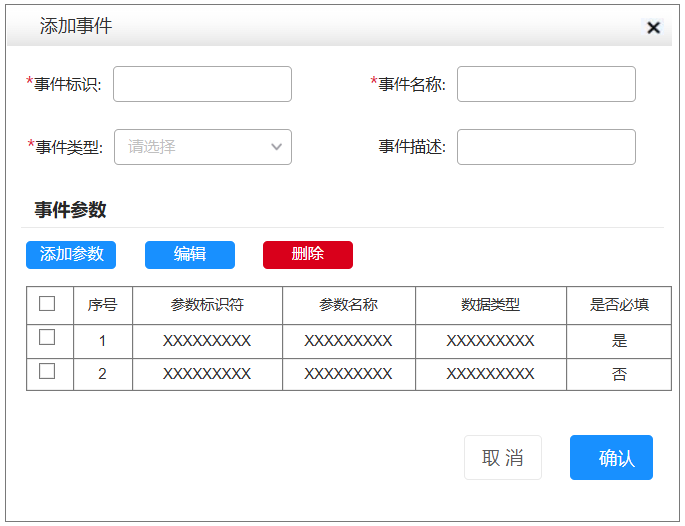 添加事件
*事件标识: *事件名称:
*事件类型: 请选择 事件描述:
事件参数
添加参数 编辑 删除
序号 参数标识符 参数名称 数据类型 是否必填
1 XXXXXXXXX XXXXXXXXX XXXXXXXXX 是
2 XXXXXXXXX XXXXXXXXX XXXXXXXXX 否
取 消 确认